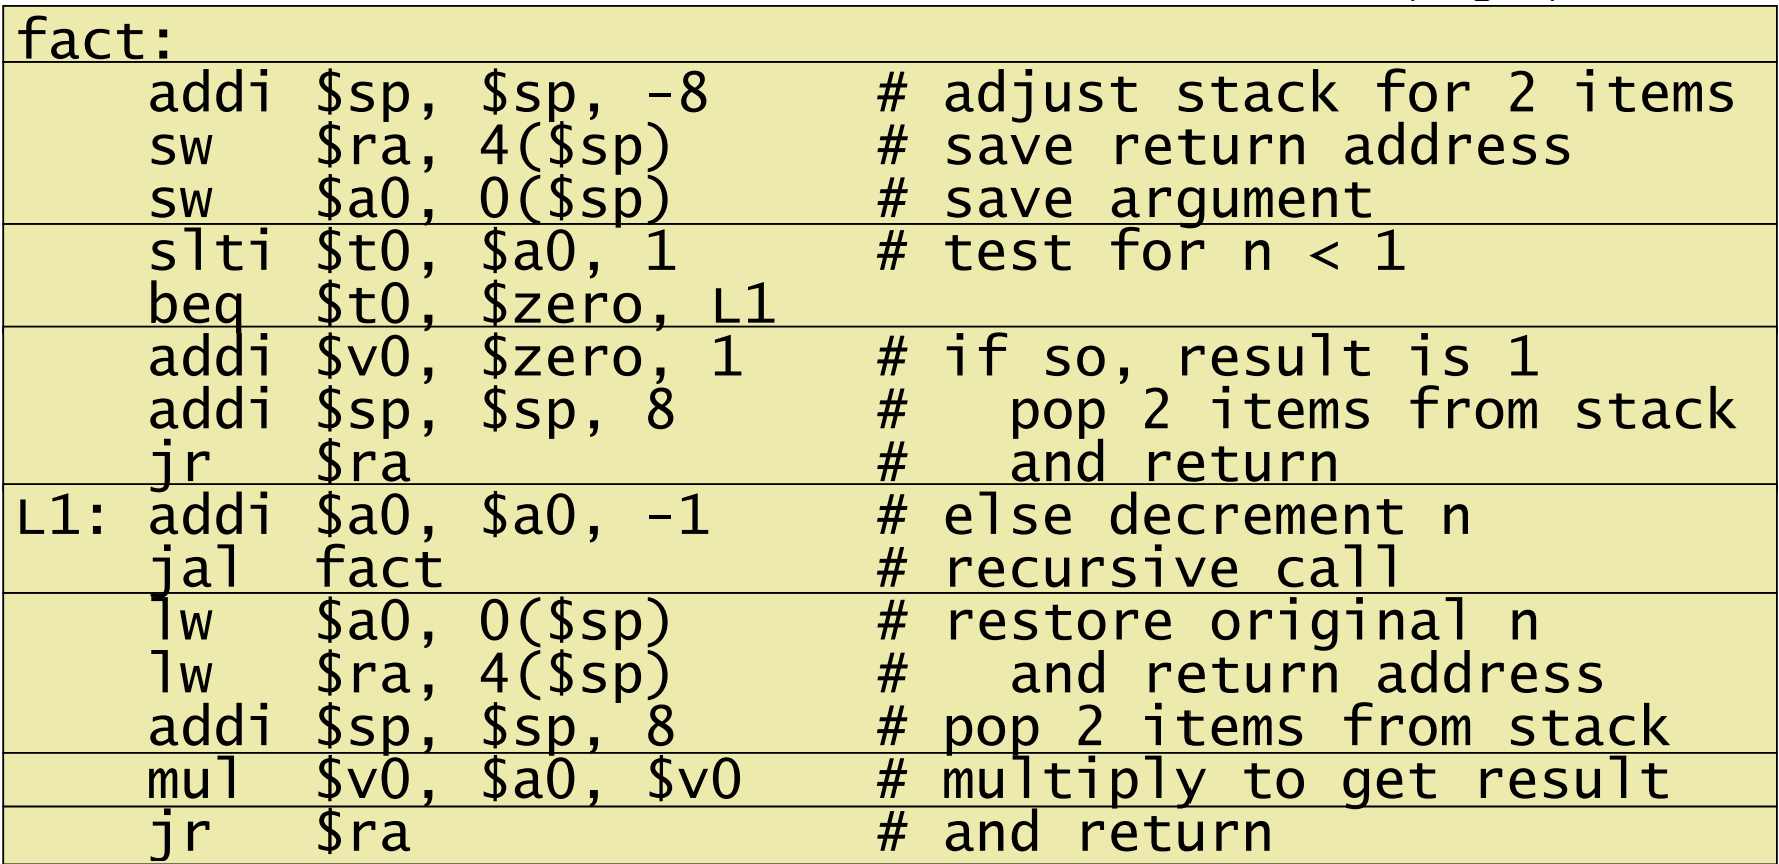 fact:
    addi $sp, $sp, -8     # adjust stack for 2 items
    sw   $ra, 4($sp)      # save return address
    sw   $a0, 0($sp)      # save argument
    slti $t0, $a0, 1      # test for n < 1
    beq  $t0, $zero, L1
    addi $v0, $zero, 1    # if so, result is 1
    addi $sp, $sp, 8      #   pop 2 items from stack
    jr   $ra              #   and return
L1: addi $a0, $a0, -1     # else decrement n
    jal  fact             # recursive call
    lw   $a0, 0($sp)      # restore original n
    lw   $ra, 4($sp)      #   and return address
    addi $sp, $sp, 8      # pop 2 items from stack
    mul  $v0, $a0, $v0    # multiply to get result
    jr   $ra              # and return